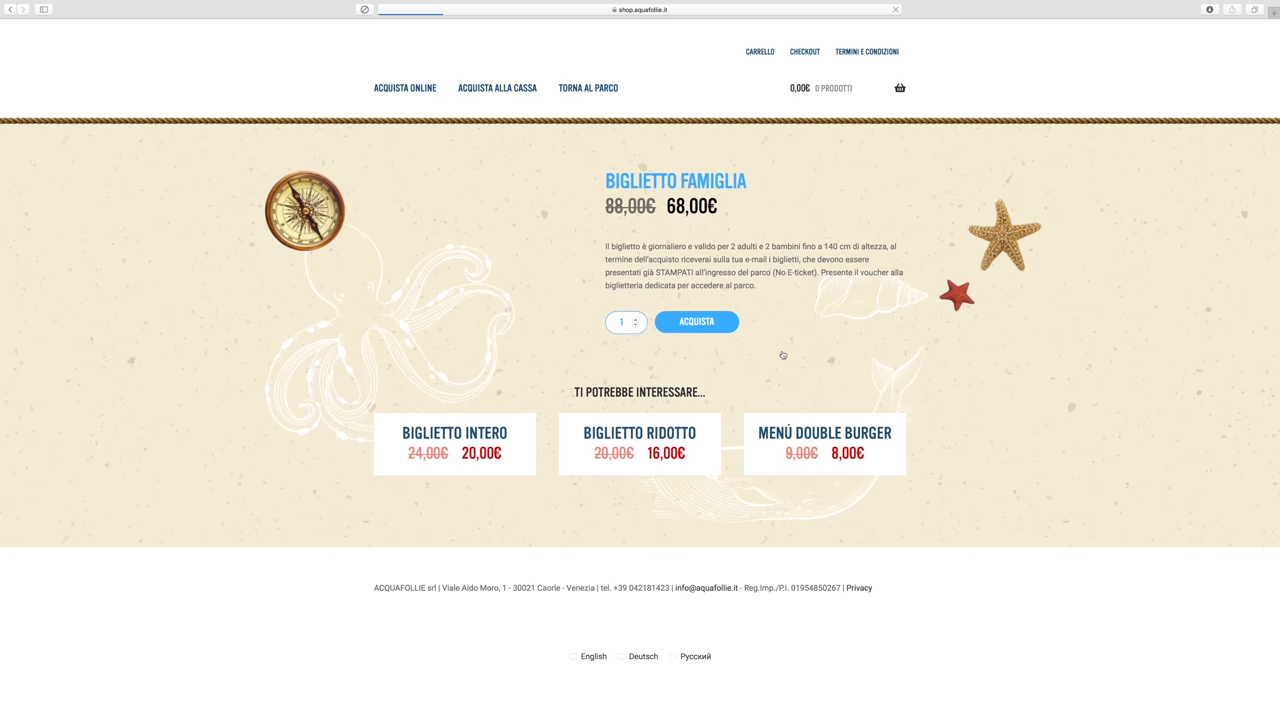 shop.aquafollie.it
CARRELLO CHECKOUT TERMINI E CONDIZIONI
ACQUISTA ONLINE ACQUISTA ALLA CASSA TORNA AL PARCO 0,00€ 0 PRODOTTI
BIGLIETTO FAMIGLIA
88,00€ 68,00€
Il biglietto è giornaliero e valido per 2 adulti e 2 bambini fino a 140 cm di altezza, al
termine dell'acquisto riceverai sulla tua e-mail i biglietti, che devono essere
presentati già STAMPATI all'ingresso del parco (No E-ticket). Presente il voucher alla
biglietteria dedicata per accedere al parco.
1 ACQUISTA
TI POTREBBE INTERESSARE...
BIGLIETTO INTERO
24,00€ 20,00€
BIGLIETTO RIDOTTO
20,00€ 16,00€
MENÚ DOUBLE BURGER
9,00€ 8,00€
ACQUAFOLLIE srl | Viale Aldo Moro, 1 - 30021 Caorle - Venezia | tel. +39 042181423 | info@aquafollie.it - Reg.Imp./P.I. 01954850267 | Privacy
English Deutsch Русский